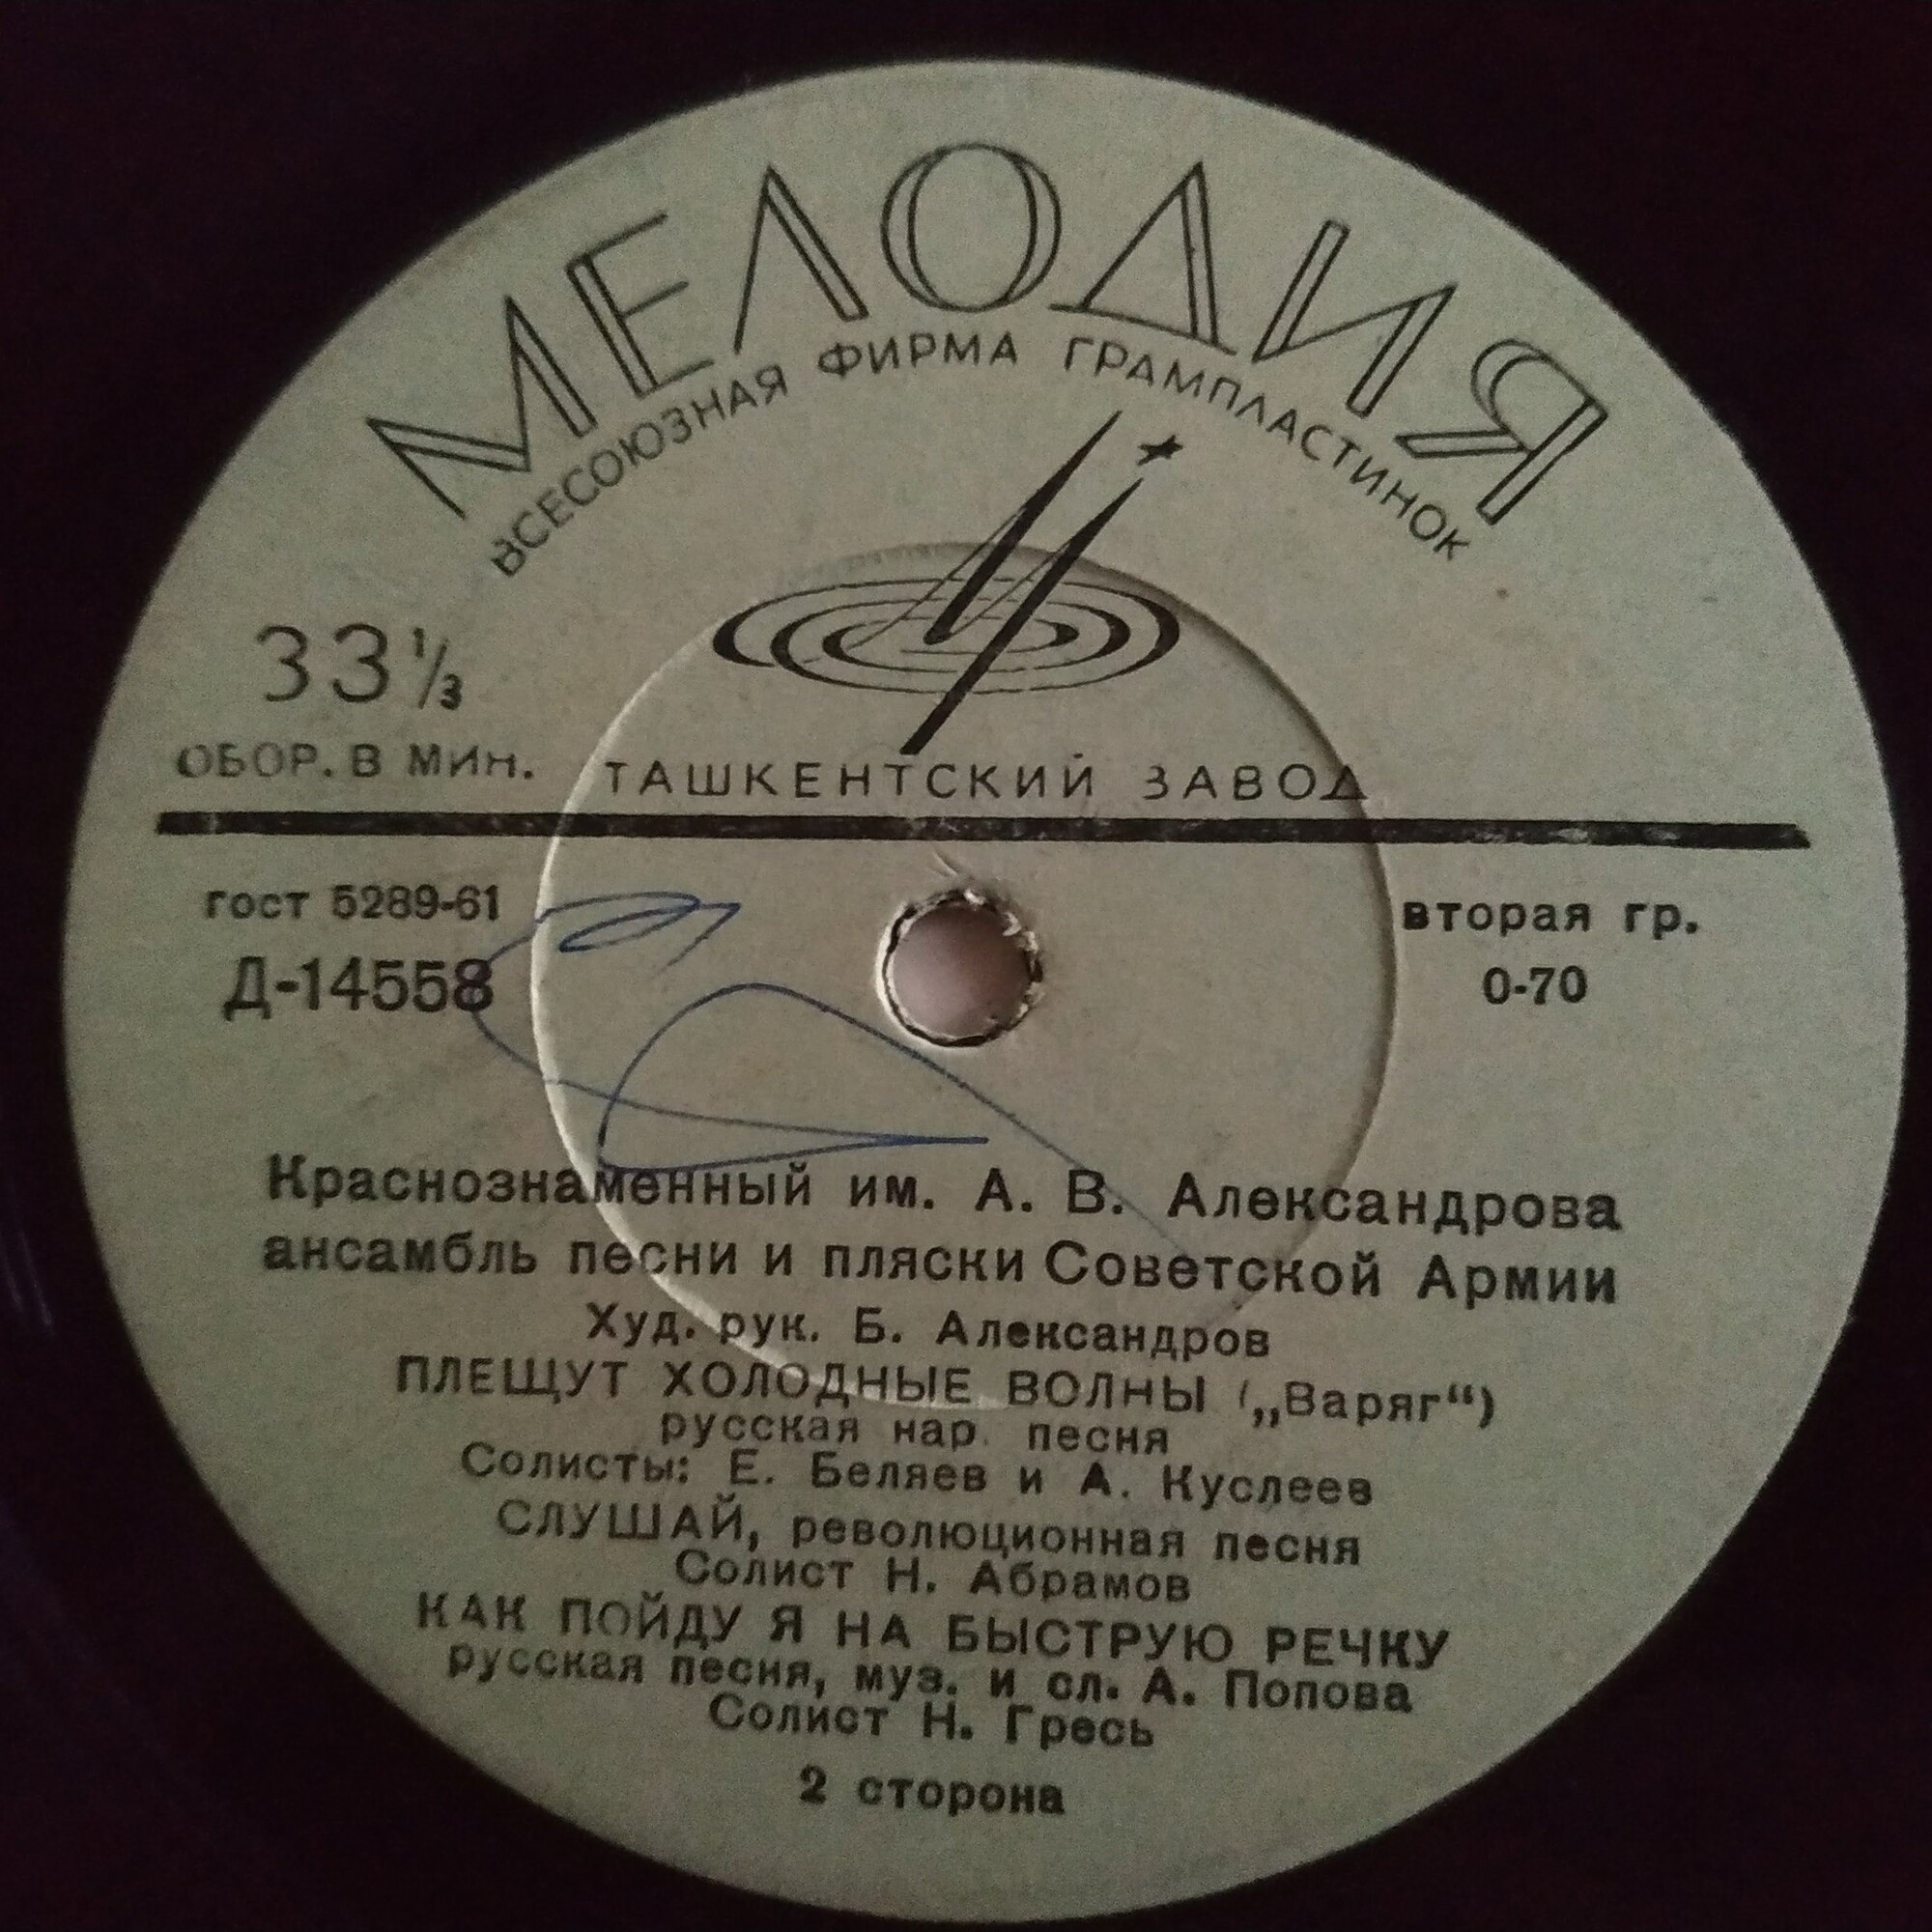 МЕЛОДИЯ
ВСЕСОЮЗНАЯ ФИРМА ГРАМПЛАСТИНОК
33 1/3
ОБОР. В МИН.
ТАШКЕНТСКИЙ ЗАВОД
гост 5289-61
вторая гр.
Д-14558
0-70
Краснознаменный им. А. В. Александрова
ансамбль песни и пляски Советской Армии
Худ. рук. Б. Александров
ПЛЕЩУТ ХОЛОДНЫЕ ВОЛНЫ („Варяг“)
русская нар. песня
Солисты: Е. Беляев и А. Куслеев
СЛУШАЙ, революционная песня
Солист Н. Абрамов
КАК ПОЙДУ Я НА БЫСТРУЮ РЕЧКУ
русская песня, муз. и сл. А. Попова
Солист Н. Гресь
2 сторона